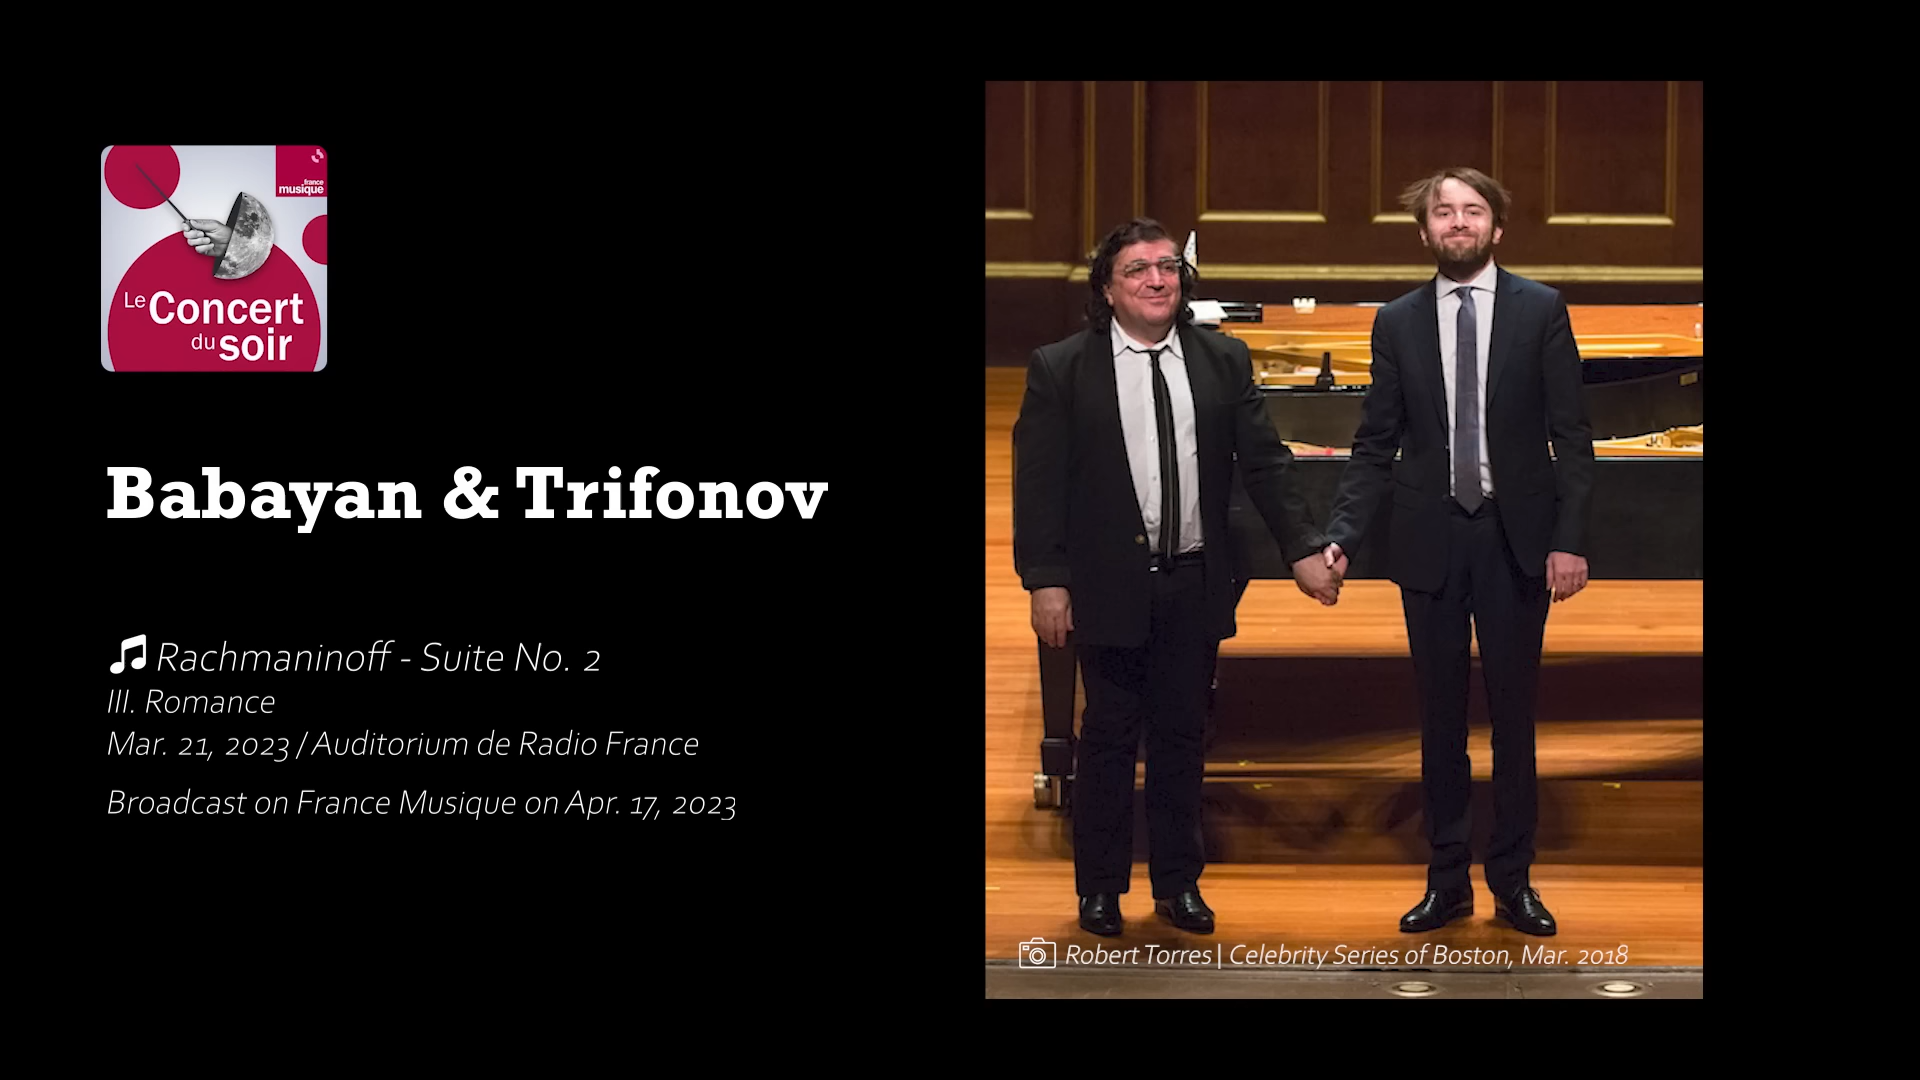 france
musique
Le Concert
du soir
Babayan & Trifonov
Rachmaninoff - Suite No. 2
III. Romance
Mar. 21, 2023 / Auditorium de Radio France
Broadcast on France Musique on Apr. 17, 2023
Robert Torres | Celebrity Series of Boston, Mar. 2018